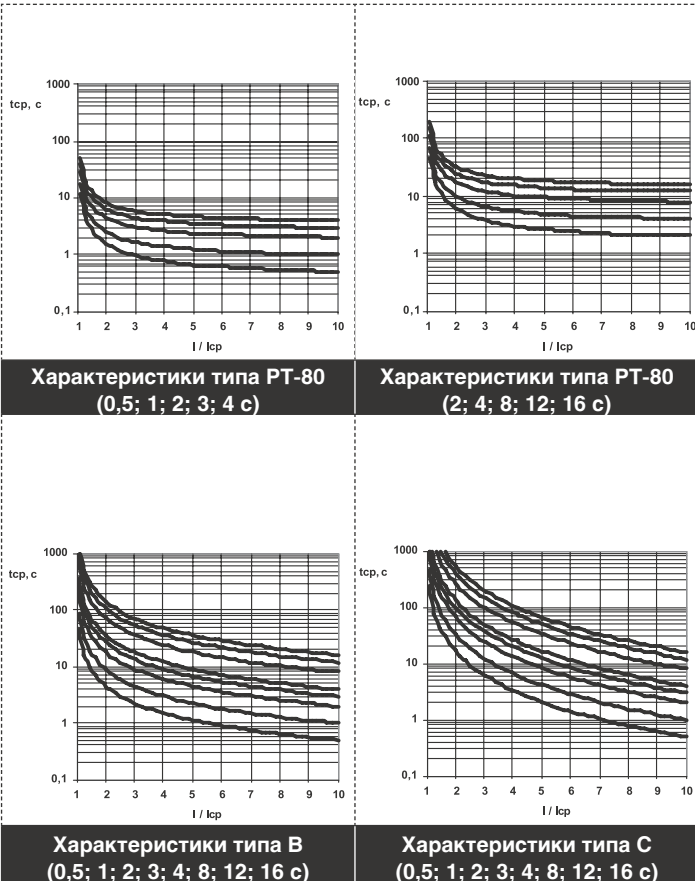 1000
tср, с
100
10
1
0,1
1 2 3 4 5 6 7 8 9 10
I / Iср
Характеристики типа РТ-80
(0,5; 1; 2; 3; 4 с)
1000
tср, с
100
10
1
0,1
1 2 3 4 5 6 7 8 9 10
I / Iср
Характеристики типа РТ-80
(2; 4; 8; 12; 16 с)
1000
tср, с
100
10
1
0,1
1 2 3 4 5 6 7 8 9 10
I / Iср
Характеристики типа В
(0,5; 1; 2; 3; 4; 8; 12; 16 с)
1000
tср, с
100
10
1
0,1
1 2 3 4 5 6 7 8 9 10
I / Iср
Характеристики типа С
(0,5; 1; 2; 3; 4; 8; 12; 16 с)